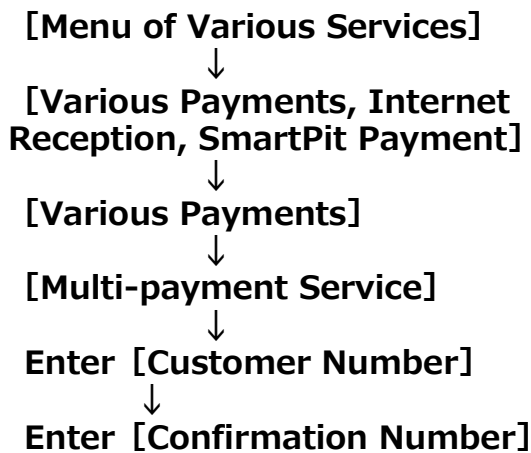 [Menu of Various Services]
↓
[Various Payments, Internet
Reception, SmartPit Payment]
↓
[Various Payments]
↓
[Multi-payment Service]
↓
Enter [Customer Number]
↓
Enter [Confirmation Number]